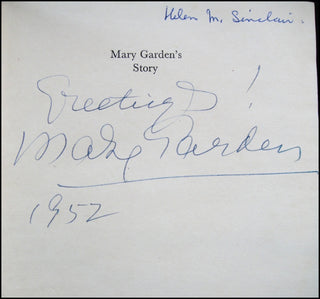 Helen M. Sinclair.
Mary Garden's
Story
Greetings!
Mary Garden
1952